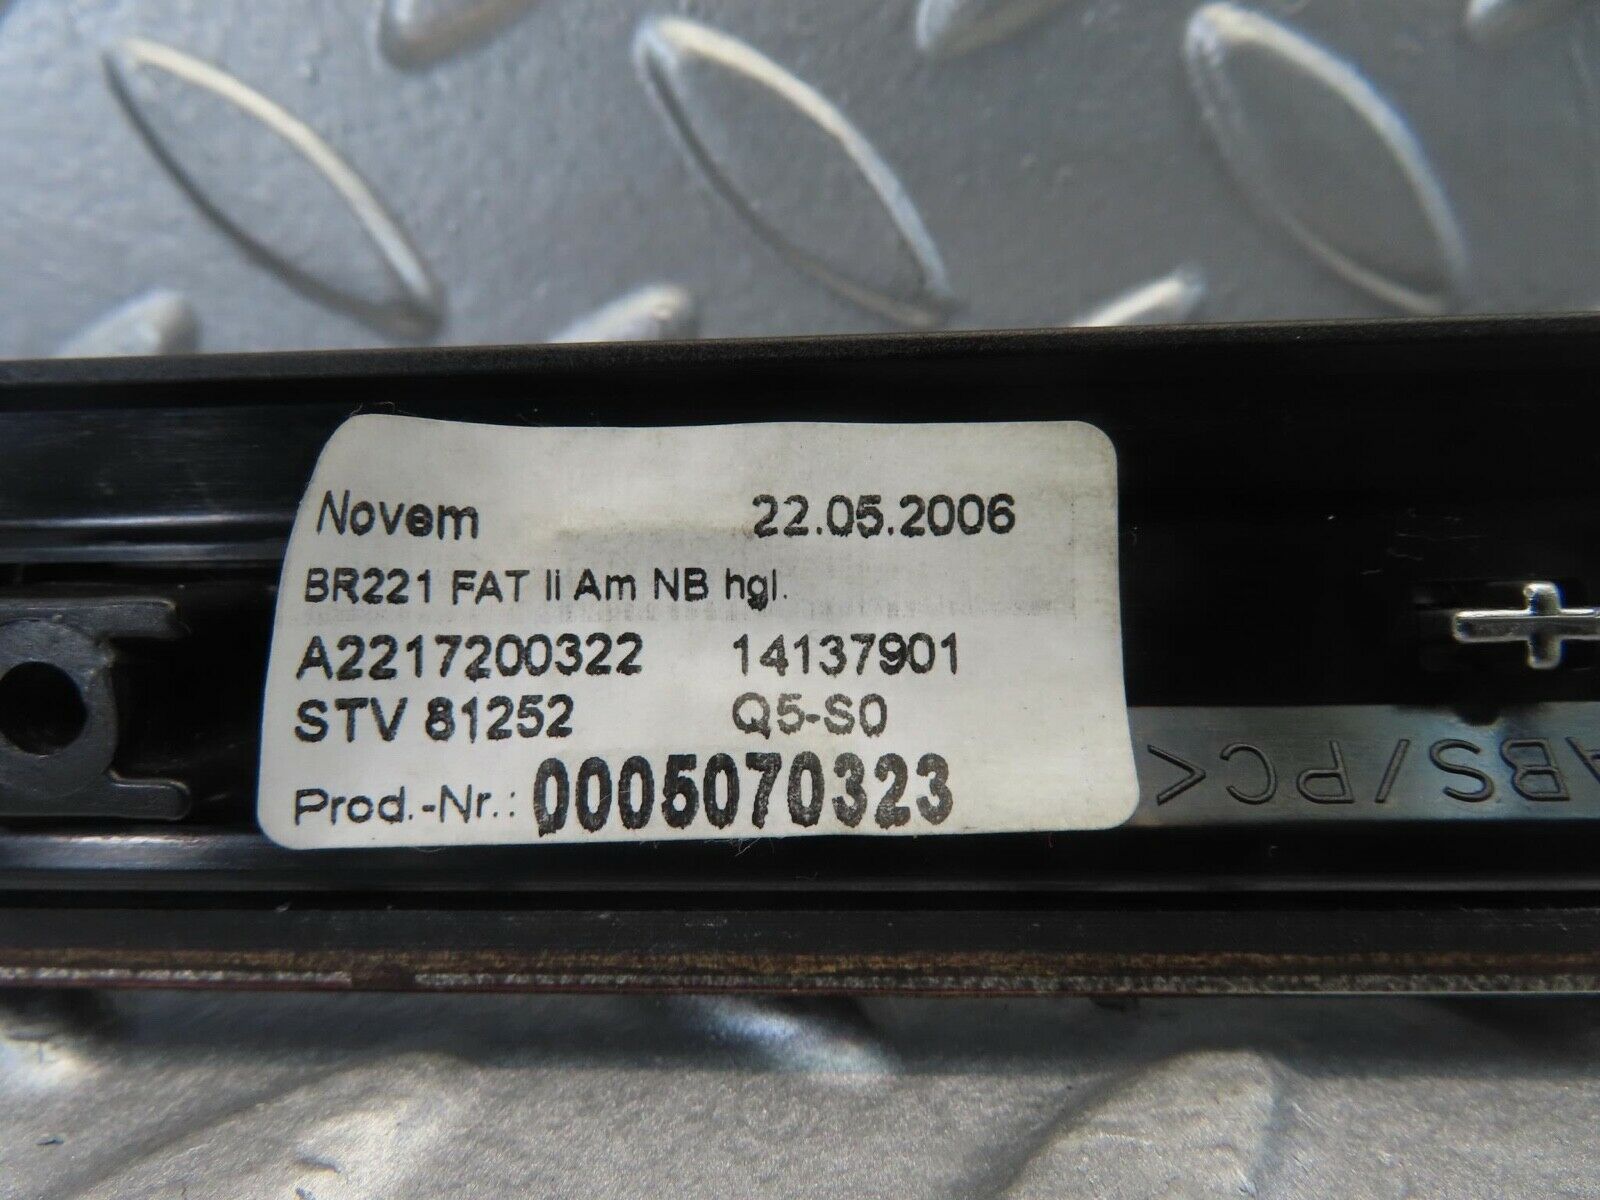 Novem 22.05.2006
BR221 FAT li Am NB hgl.
A2217200322 14137901
STV 81252 Q5-S0
Prod.-Nr.: 0005070323
ABS/PC<